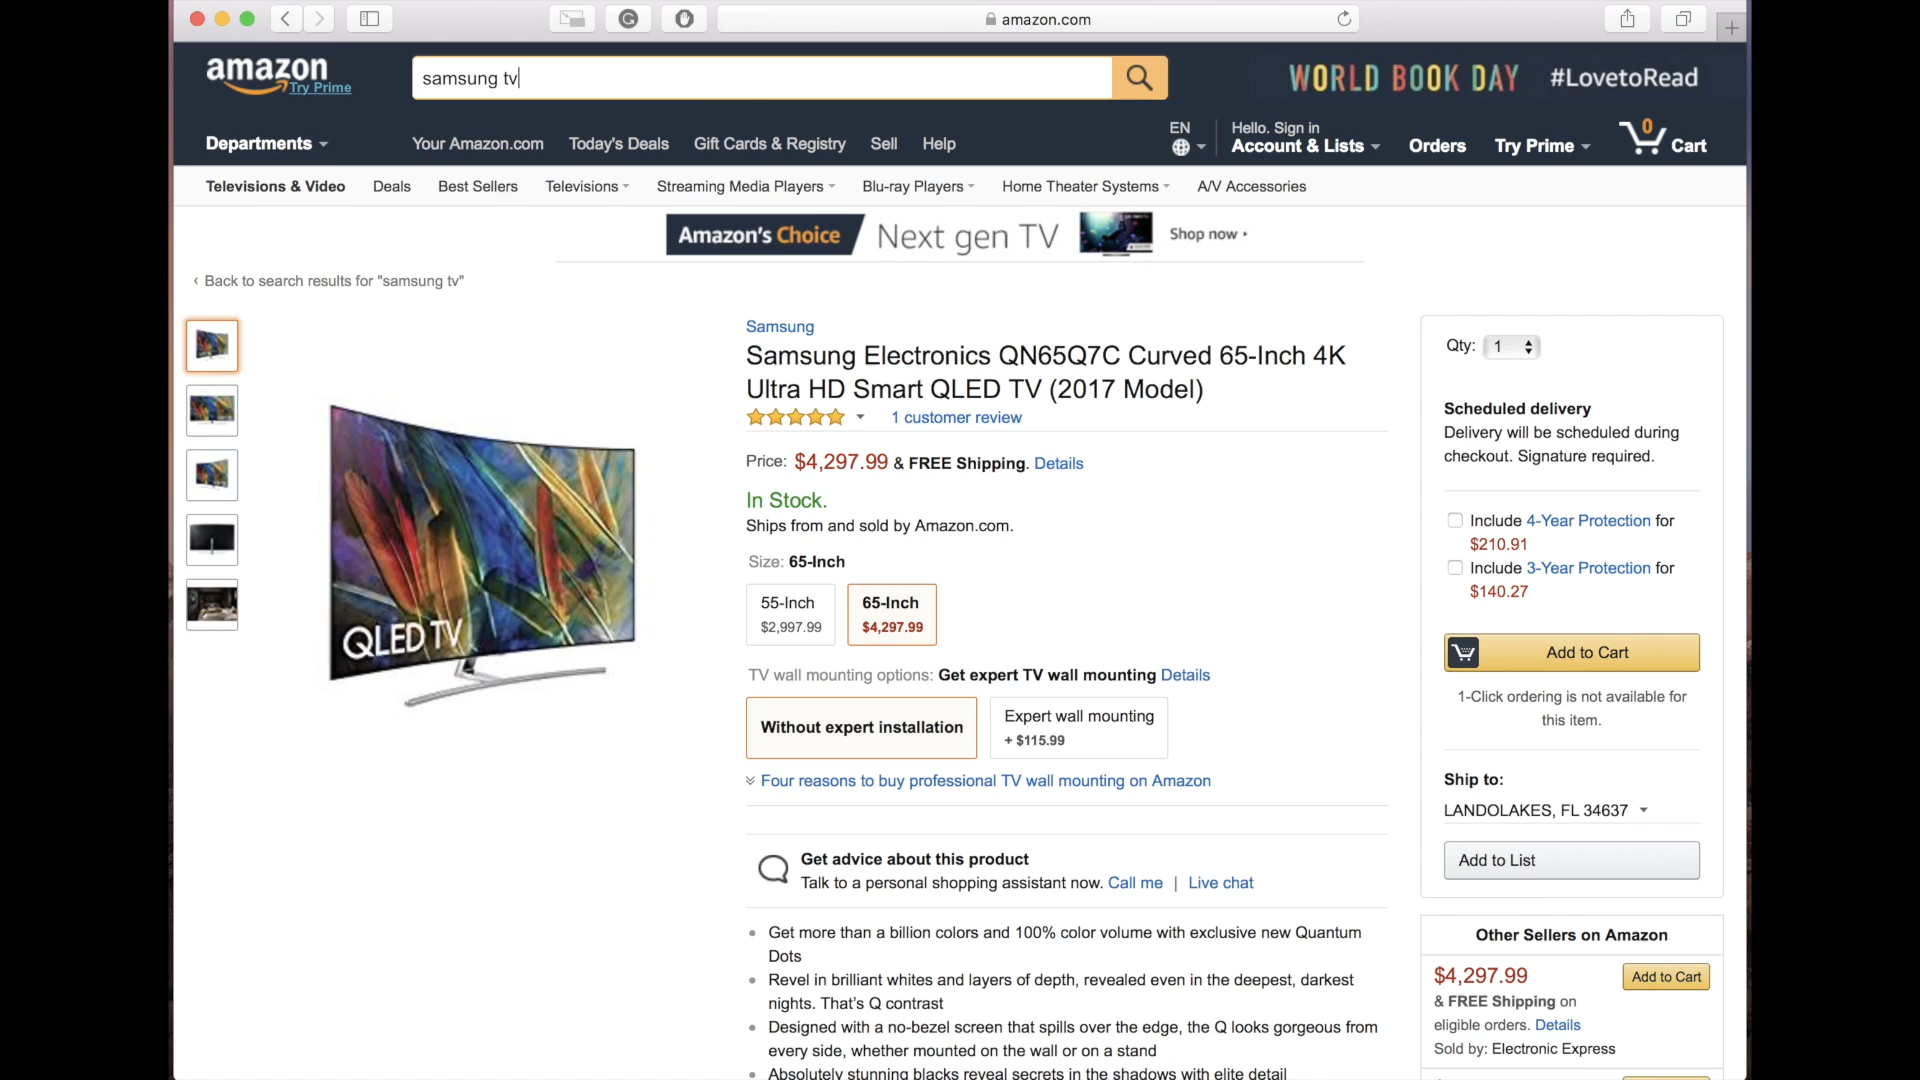 amazon.com
amazon
Try Prime
samsung tv
WORLD BOOK DAY #LovetoRead
Departments
Your Amazon.com Today's Deals Gift Cards & Registry Sell Help
EN
Hello. Sign in
Account & Lists
Orders
Try Prime
0
Cart
Televisions & Video Deals Best Sellers Televisions Streaming Media Players Blu-ray Players Home Theater Systems A/V Accessories
Amazon's Choice Next gen TV Shop now
‹ Back to search results for "samsung tv"
QLED TV
Samsung
Samsung Electronics QN65Q7C Curved 65-Inch 4K
Ultra HD Smart QLED TV (2017 Model)
1 customer review
Price: $4,297.99 & FREE Shipping. Details
In Stock.
Ships from and sold by Amazon.com.
Size: 65-Inch
55-Inch
$2,997.99
65-Inch
$4,297.99
TV wall mounting options: Get expert TV wall mounting Details
Without expert installation
Expert wall mounting
+ $115.99
Four reasons to buy professional TV wall mounting on Amazon
Get advice about this product
Talk to a personal shopping assistant now. Call me | Live chat
• Get more than a billion colors and 100% color volume with exclusive new Quantum
Dots
• Revel in brilliant whites and layers of depth, revealed even in the deepest, darkest
nights. That's Q contrast
• Designed with a no-bezel screen that spills over the edge, the Q looks gorgeous from
every side, whether mounted on the wall or on a stand
• Absolutely stunning blacks reveal secrets in the shadows with elite detail
Qty: 1
Scheduled delivery
Delivery will be scheduled during
checkout. Signature required.
Include 4-Year Protection for
$210.91
Include 3-Year Protection for
$140.27
Add to Cart
1-Click ordering is not available for
this item.
Ship to:
LANDOLAKES, FL 34637
Add to List
Other Sellers on Amazon
$4,297.99
Add to Cart
& FREE Shipping on
eligible orders. Details
Sold by: Electronic Express